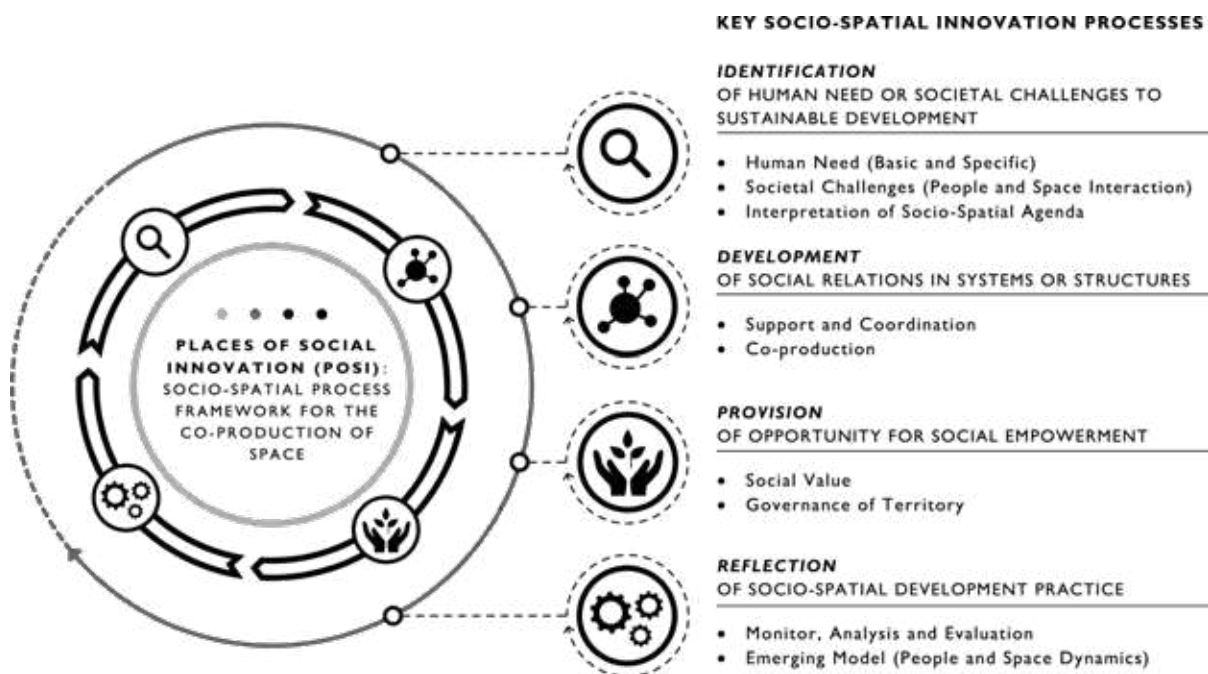 KEY SOCIO-SPATIAL INNOVATION PROCESSES
IDENTIFICATION
OF HUMAN NEED OR SOCIETAL CHALLENGES TO
SUSTAINABLE DEVELOPMENT
• Human Need (Basic and Specific)
• Societal Challenges (People and Space Interaction)
• Interpretation of Socio-Spatial Agenda
DEVELOPMENT
OF SOCIAL RELATIONS IN SYSTEMS OR STRUCTURES
• Support and Coordination
• Co-production
PROVISION
OF OPPORTUNITY FOR SOCIAL EMPOWERMENT
• Social Value
• Governance of Territory
REFLECTION
OF SOCIO-SPATIAL DEVELOPMENT PRACTICE
• Monitor, Analysis and Evaluation
• Emerging Model (People and Space Dynamics)
PLACES OF SOCIAL
INNOVATION (POSI):
SOCIO-SPATIAL PROCESS
FRAMEWORK FOR THE
CO-PRODUCTION OF
SPACE